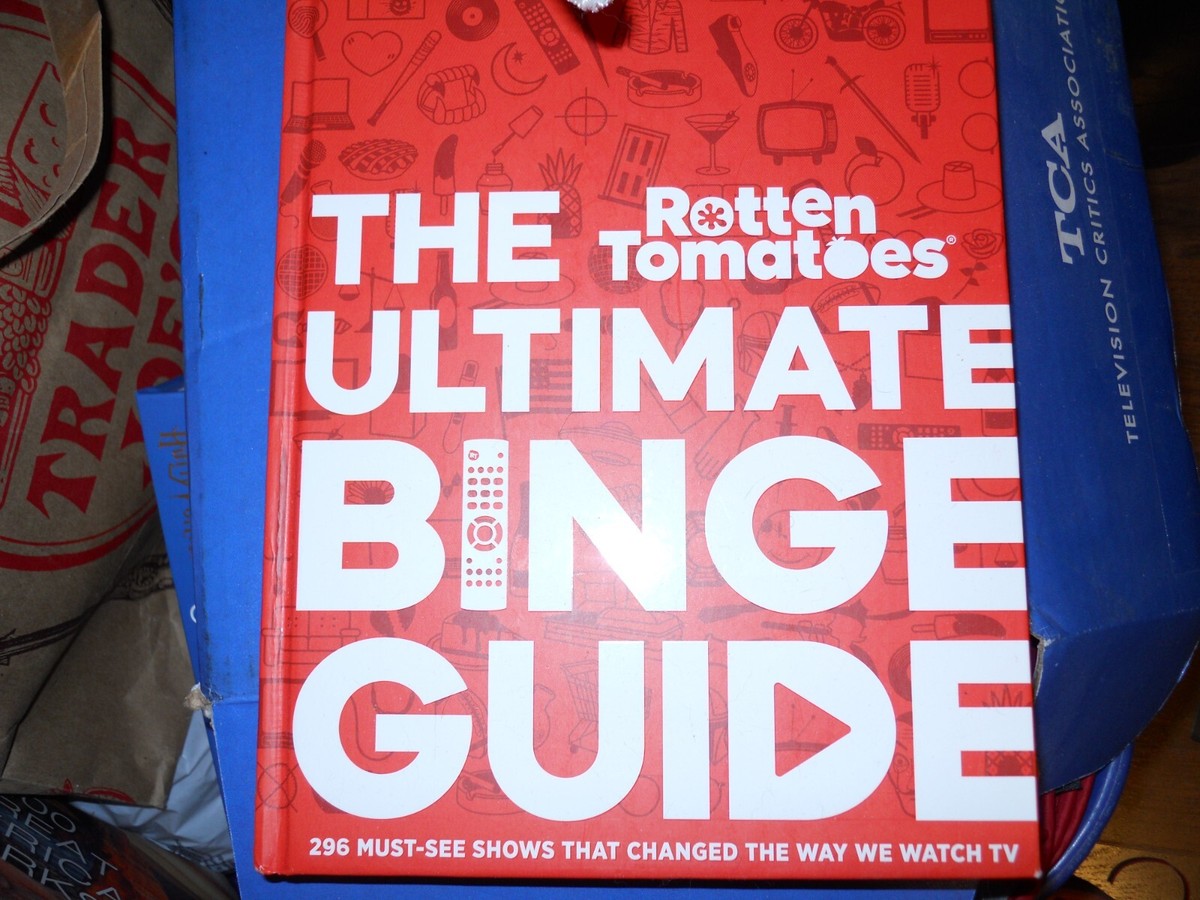 THE
Rotten
Tomatoes®
ULTIMATE
BINGE
GUIDE
296 MUST-SEE SHOWS THAT CHANGED THE WAY WE WATCH TV
TCA
TELEVISION CRITICS ASSOCIATION
TRADER